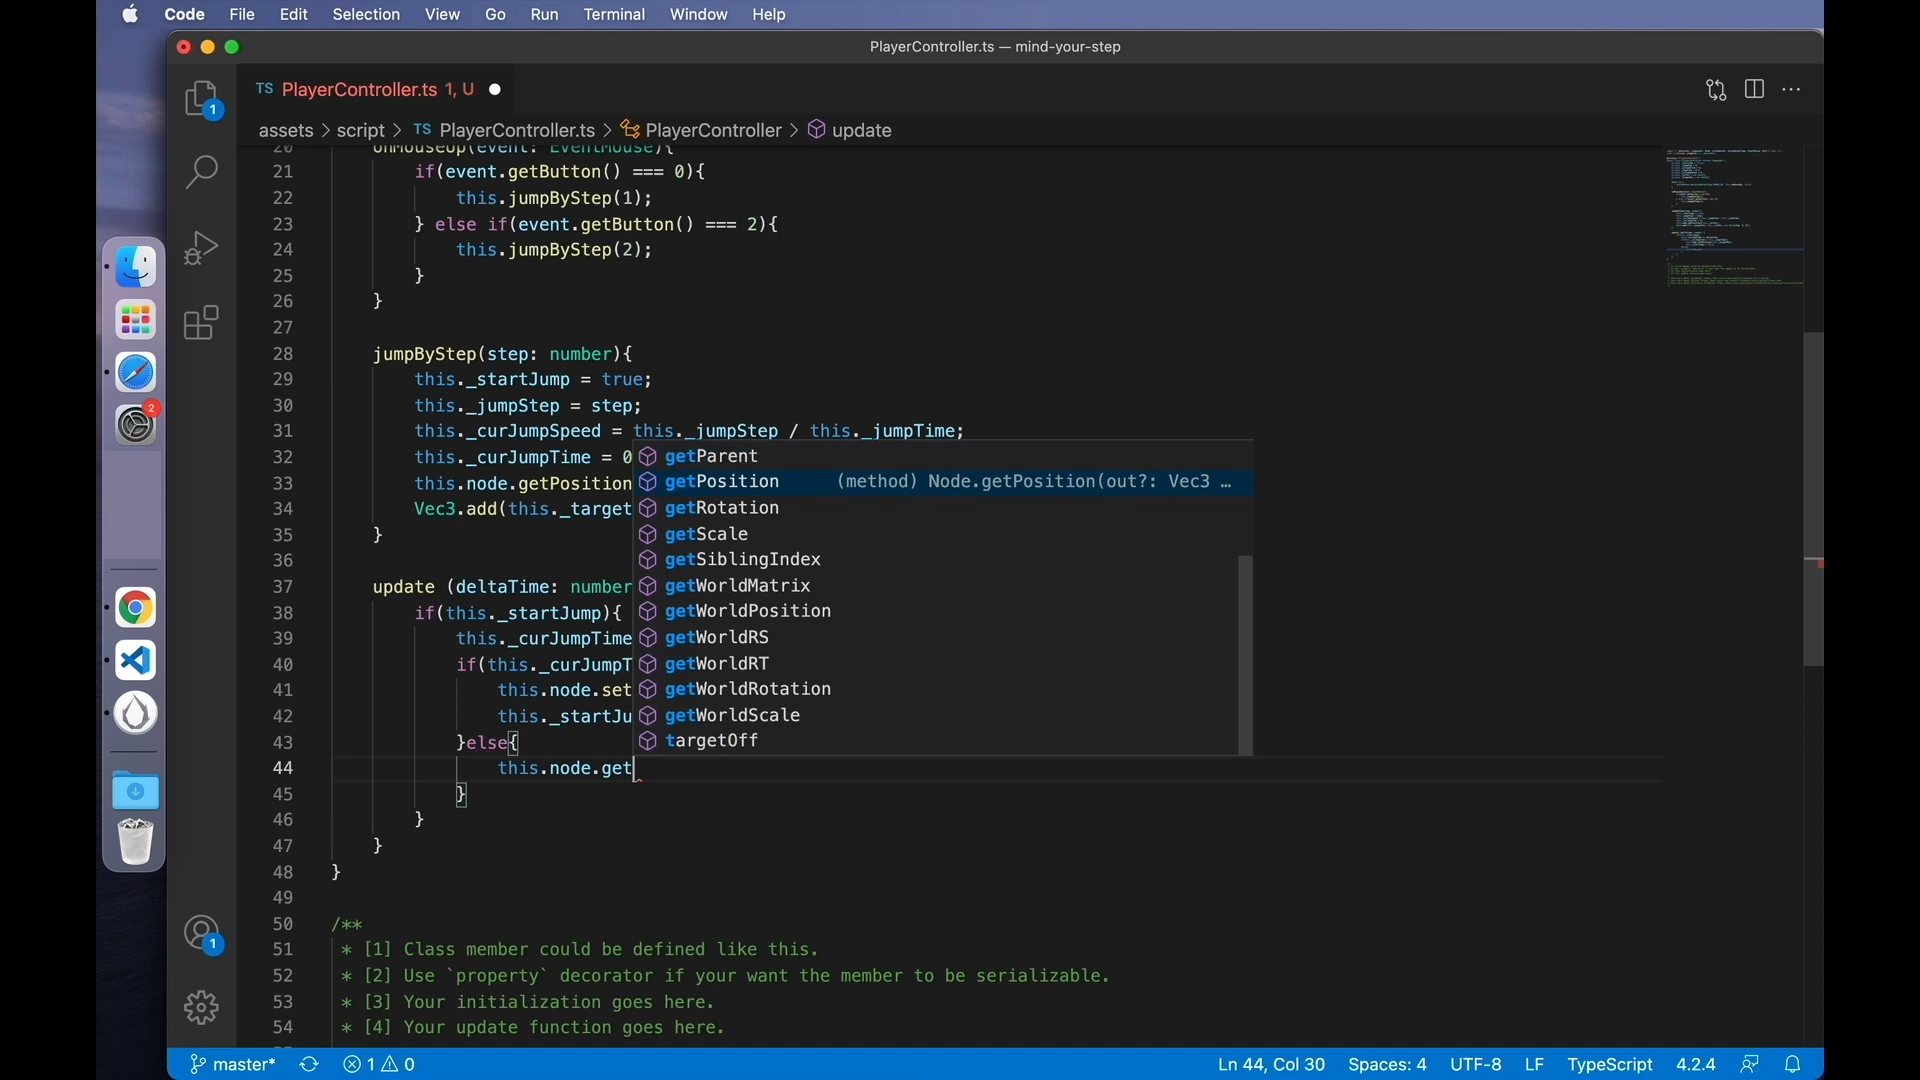 Code File Edit Selection View Go Run Terminal Window Help
PlayerController.ts — mind-your-step
TS PlayerController.ts 1, U
assets > script > TS PlayerController.ts > PlayerController > update
20 onMouseUp(event: EventMouse){
21 if(event.getButton() === 0){
22 this.jumpByStep(1);
23 } else if(event.getButton() === 2){
24 this.jumpByStep(2);
25 }
26 }
27
28 jumpByStep(step: number){
29 this._startJump = true;
30 this._jumpStep = step;
31 this._curJumpSpeed = this._jumpStep / this._jumpTime;
32 this._curJumpTime = 0
33 this.node.getPosition
34 Vec3.add(this._target
35 }
36
37 update (deltaTime: number
38 if(this._startJump){
39 this._curJumpTime
40 if(this._curJumpT
41 this.node.set
42 this._startJu
43 }else{
44 this.node.get
45 }
46 }
47 }
48 }
49
50 /**
51 * [1] Class member could be defined like this.
52 * [2] Use `property` decorator if your want the member to be serializable.
53 * [3] Your initialization goes here.
54 * [4] Your update function goes here.
getParent
getPosition (method) Node.getPosition(out?: Vec3 …
getRotation
getScale
getSiblingIndex
getWorldMatrix
getWorldPosition
getWorldRS
getWorldRT
getWorldRotation
getWorldScale
targetOff
1
2
1
master* 1 0 Ln 44, Col 30 Spaces: 4 UTF-8 LF TypeScript 4.2.4